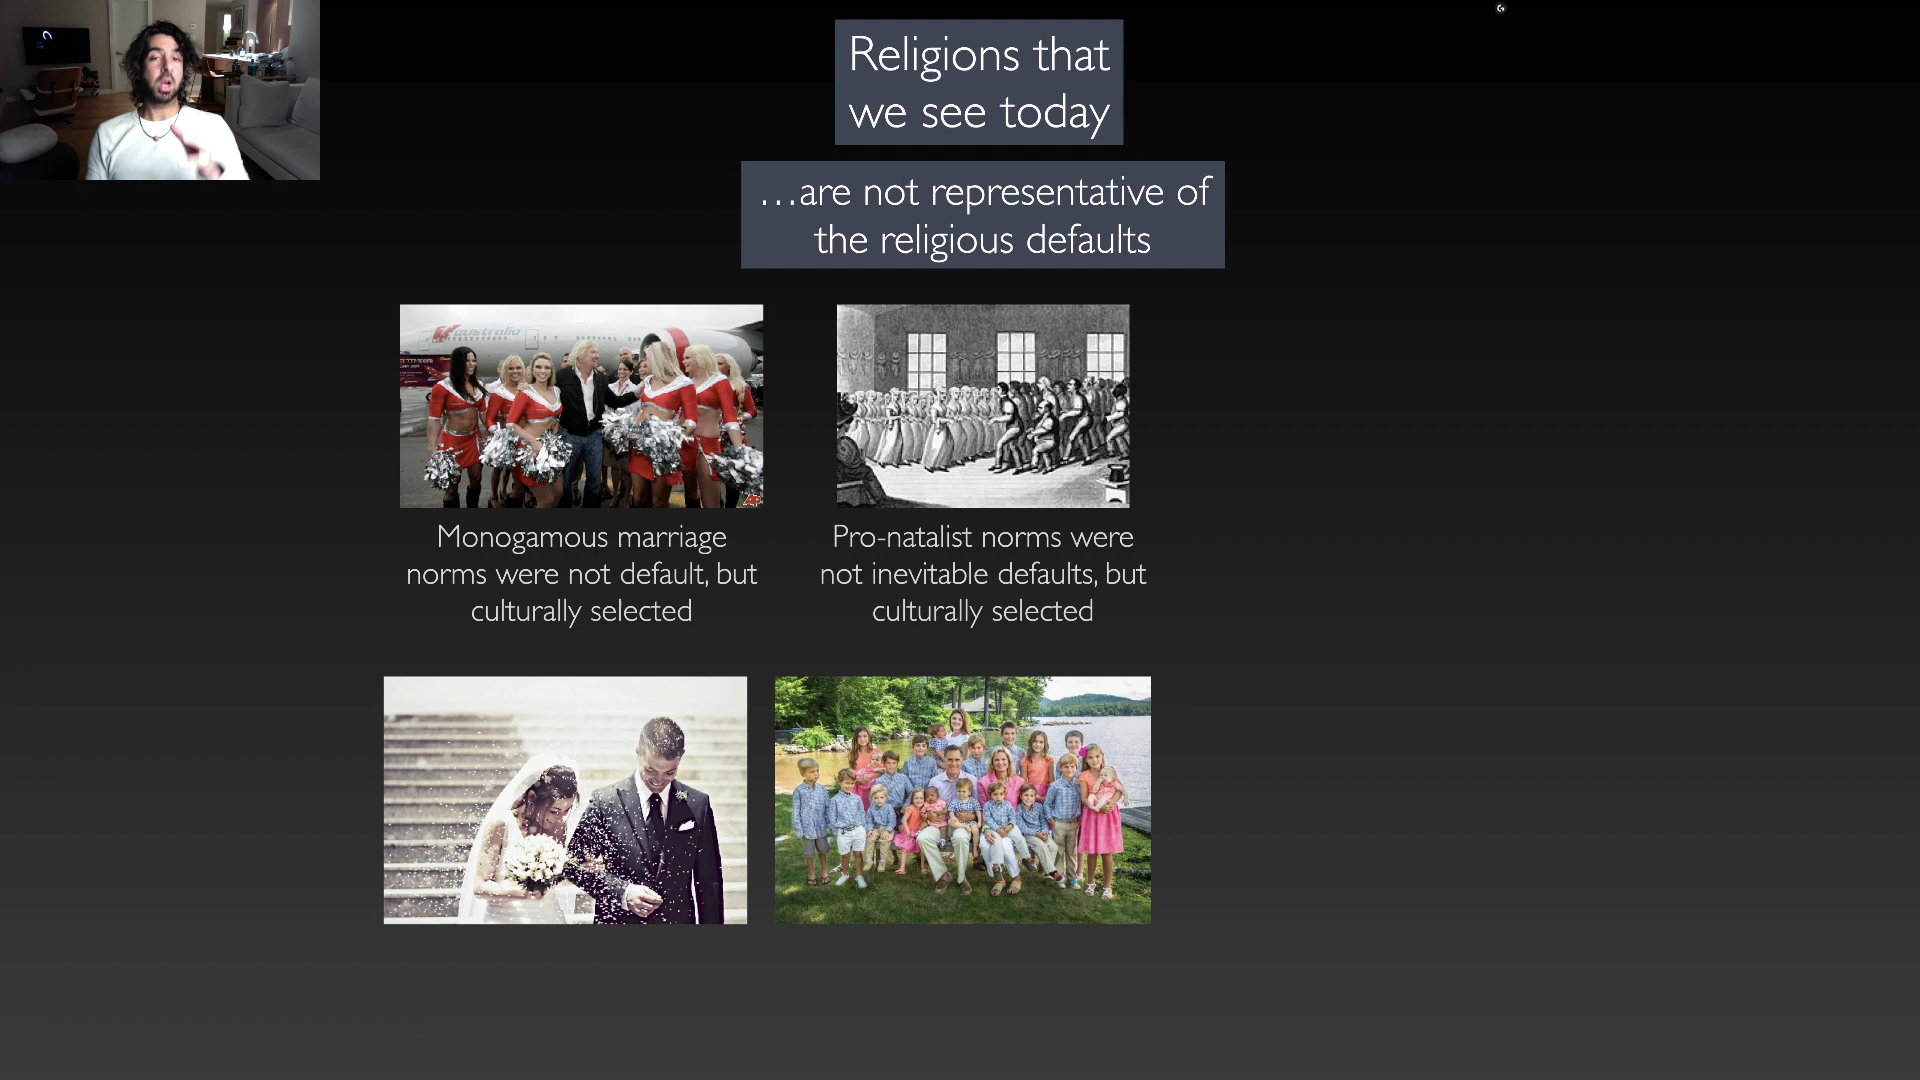 Religions that
we see today
…are not representative of
the religious defaults
australia
Monogamous marriage
norms were not default, but
culturally selected
Pro-natalist norms were
not inevitable defaults, but
culturally selected